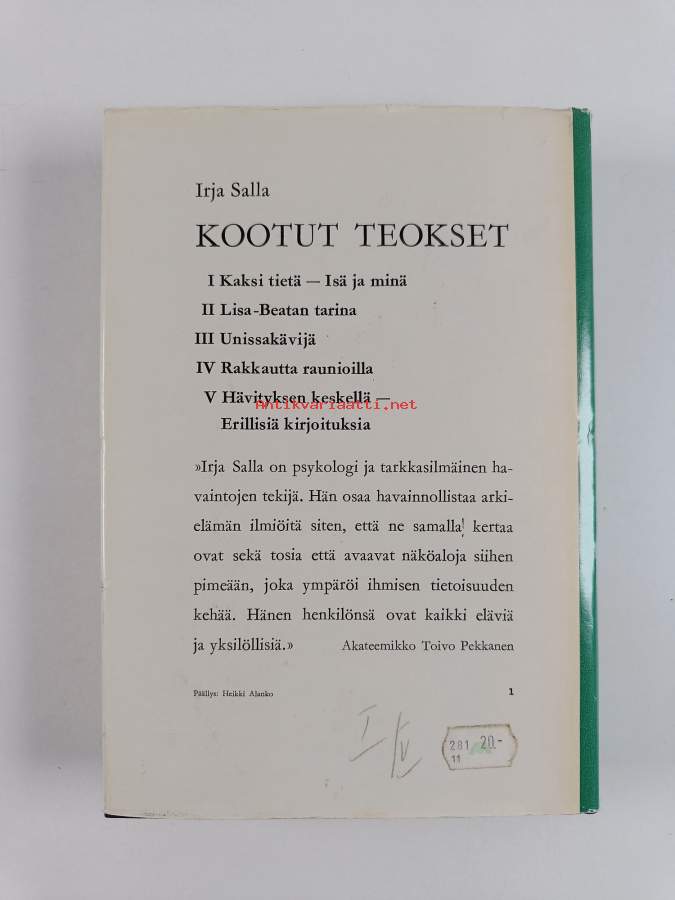 Irja Salla
KOOTUT TEOKSET
I Kaksi tietä — Isä ja minä
II Lisa-Beatan tarina
III Unissakävijä
IV Rakkautta raunioilla
V Hävityksen keskellä —
Antikvariaatti.net
Erillisiä kirjoituksia
»Irja Salla on psykologi ja tarkkasilmäinen ha-
vaintojen tekijä. Hän osaa havainnollistaa arki-
elämän ilmiöitä siten, että ne samalla kertaa
ovat sekä tosia että avaavat näköaloja siihen
pimeään, joka ympäröi ihmisen tietoisuuden
kehää. Hänen henkilönsä ovat kaikki eläviä
ja yksilöllisiä.» Akateemikko Toivo Pekkanen
Päällys: Heikki Alanko 1
I/V
281 20.-
11